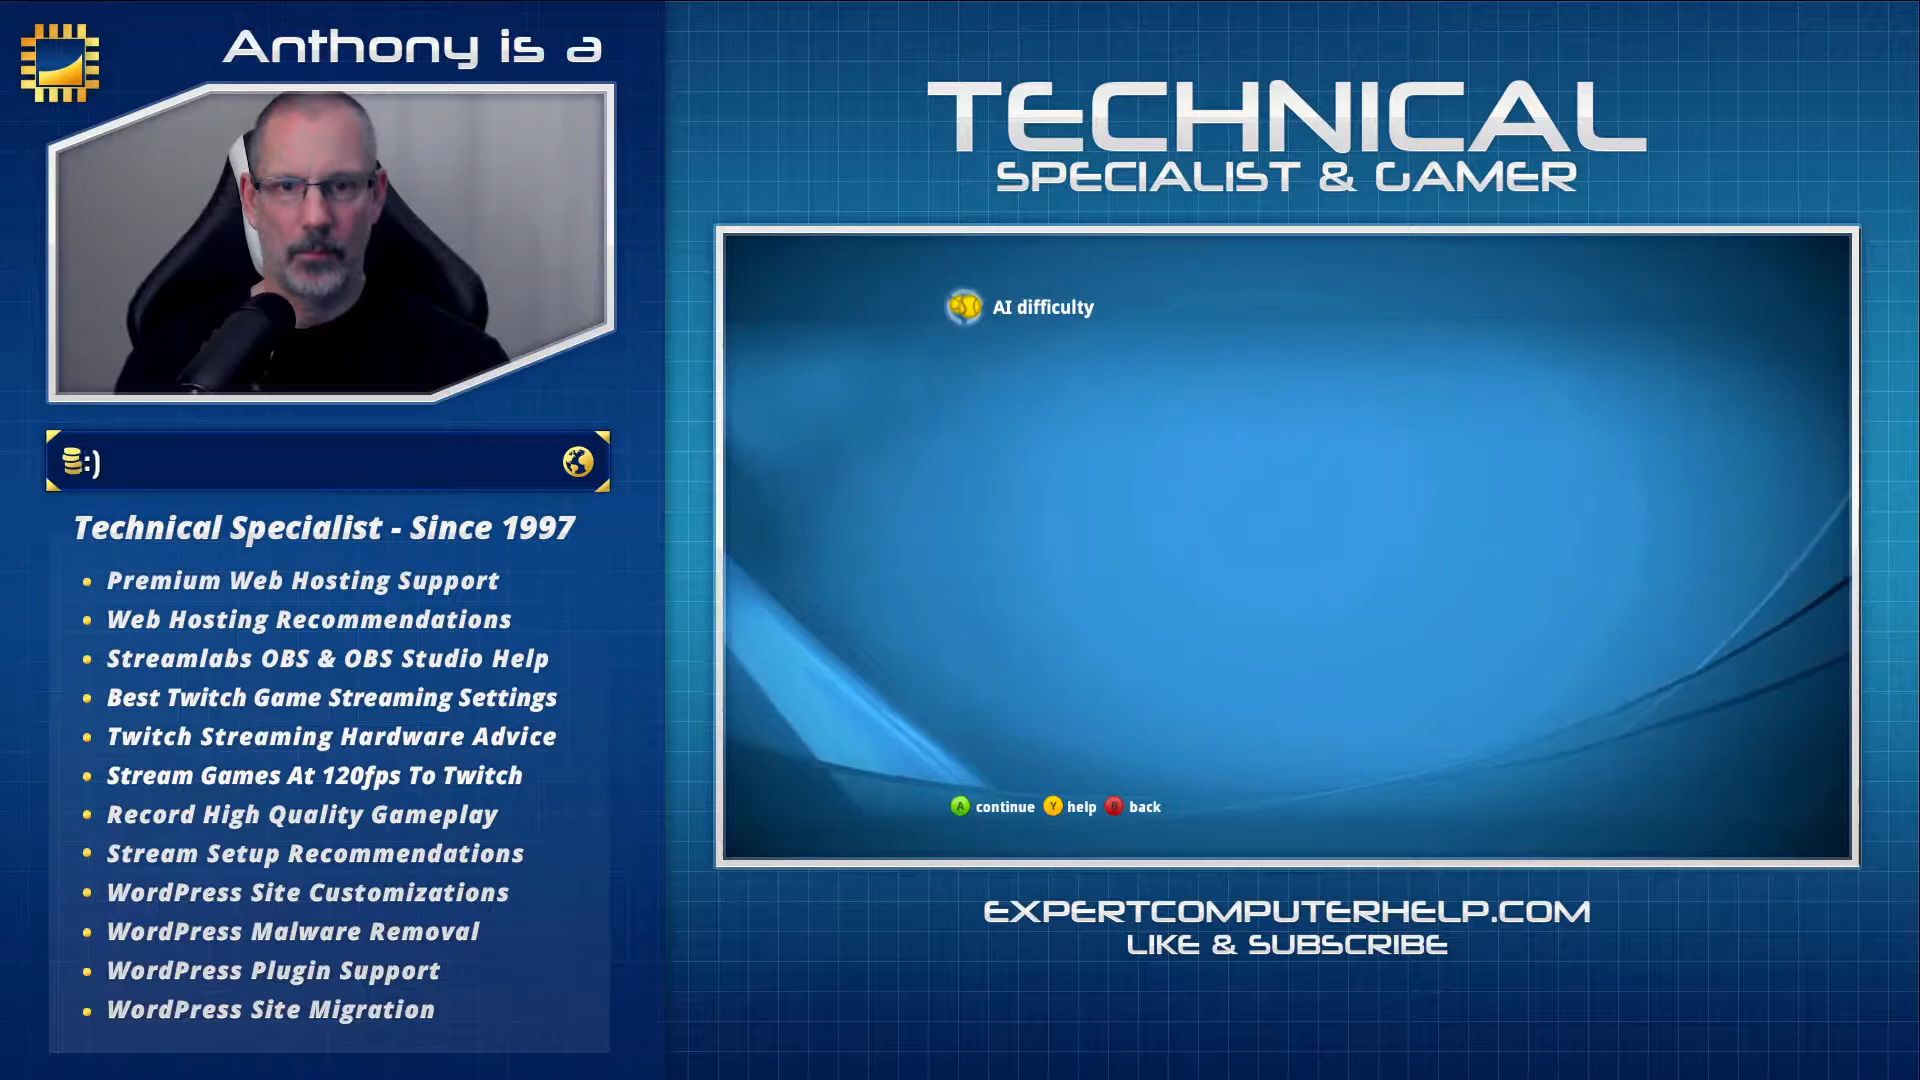 Anthony is a
:)
Technical Specialist - Since 1997
Premium Web Hosting Support
Web Hosting Recommendations
Streamlabs OBS & OBS Studio Help
Best Twitch Game Streaming Settings
Twitch Streaming Hardware Advice
Stream Games At 120fps To Twitch
Record High Quality Gameplay
Stream Setup Recommendations
WordPress Site Customizations
WordPress Malware Removal
WordPress Plugin Support
WordPress Site Migration
TECHNICAL
SPECIALIST & GAMER
AI difficulty
A continue Y help B back
EXPERTCOMPUTERHELP.COM
LIKE & SUBSCRIBE